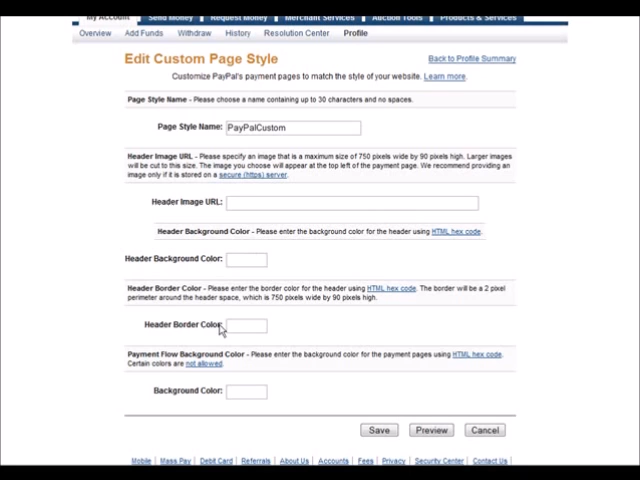 My Account Send Money Request Money Merchant Services Auction Tools Products & Services
Overview Add Funds Withdraw History Resolution Center Profile
Edit Custom Page Style
Back to Profile Summary
Customize PayPal's payment pages to match the style of your website. Learn more.
Page Style Name - Please choose a name containing up to 30 characters and no spaces.
Page Style Name: PayPalCustom
Header Image URL - Please specify an image that is a maximum size of 750 pixels wide by 90 pixels high. Larger images
will be cut to this size. The image you choose will appear at the top left of the payment page. We recommend providing an
image only if it is stored on a secure (https) server.
Header Image URL:
Header Background Color - Please enter the background color for the header using HTML hex code.
Header Background Color:
Header Border Color - Please enter the border color for the header using HTML hex code. The border will be a 2 pixel
perimeter around the header space, which is 750 pixels wide by 90 pixels high.
Header Border Color:
Payment Flow Background Color - Please enter the background color for the payment pages using HTML hex code.
Certain colors are not allowed.
Background Color:
Save Preview Cancel
Mobile | Mass Pay | Debit Card | Referrals | About Us | Accounts | Fees | Privacy | Security Center | Contact Us